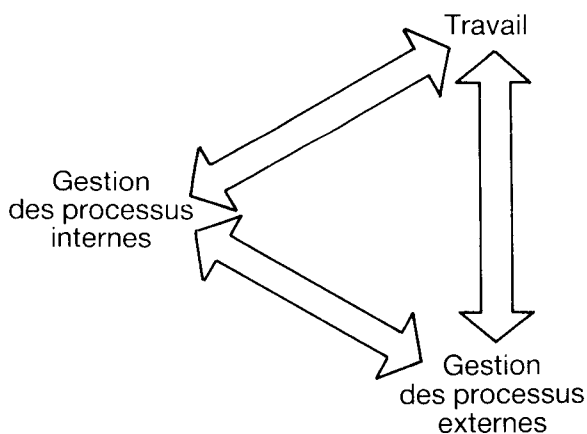 Travail
Gestion
des processus
internes
Gestion
des processus
externes